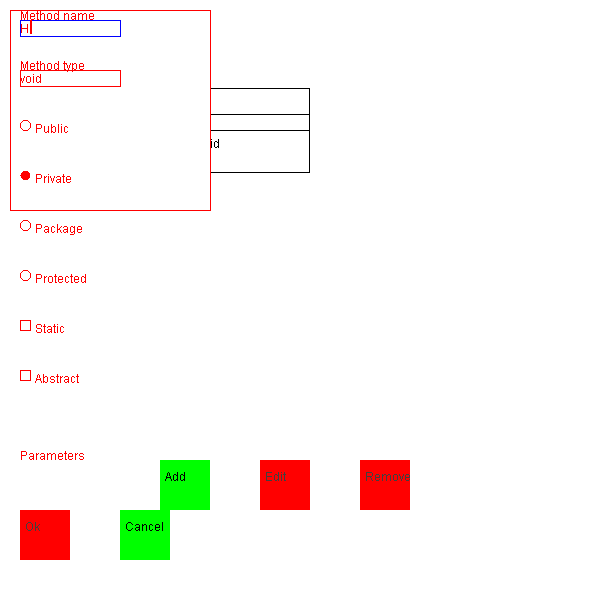 Method name
H
Method type
void
id
Public
Private
Package
Protected
Static
Abstract
Parameters
Add Edit Remove
Ok Cancel